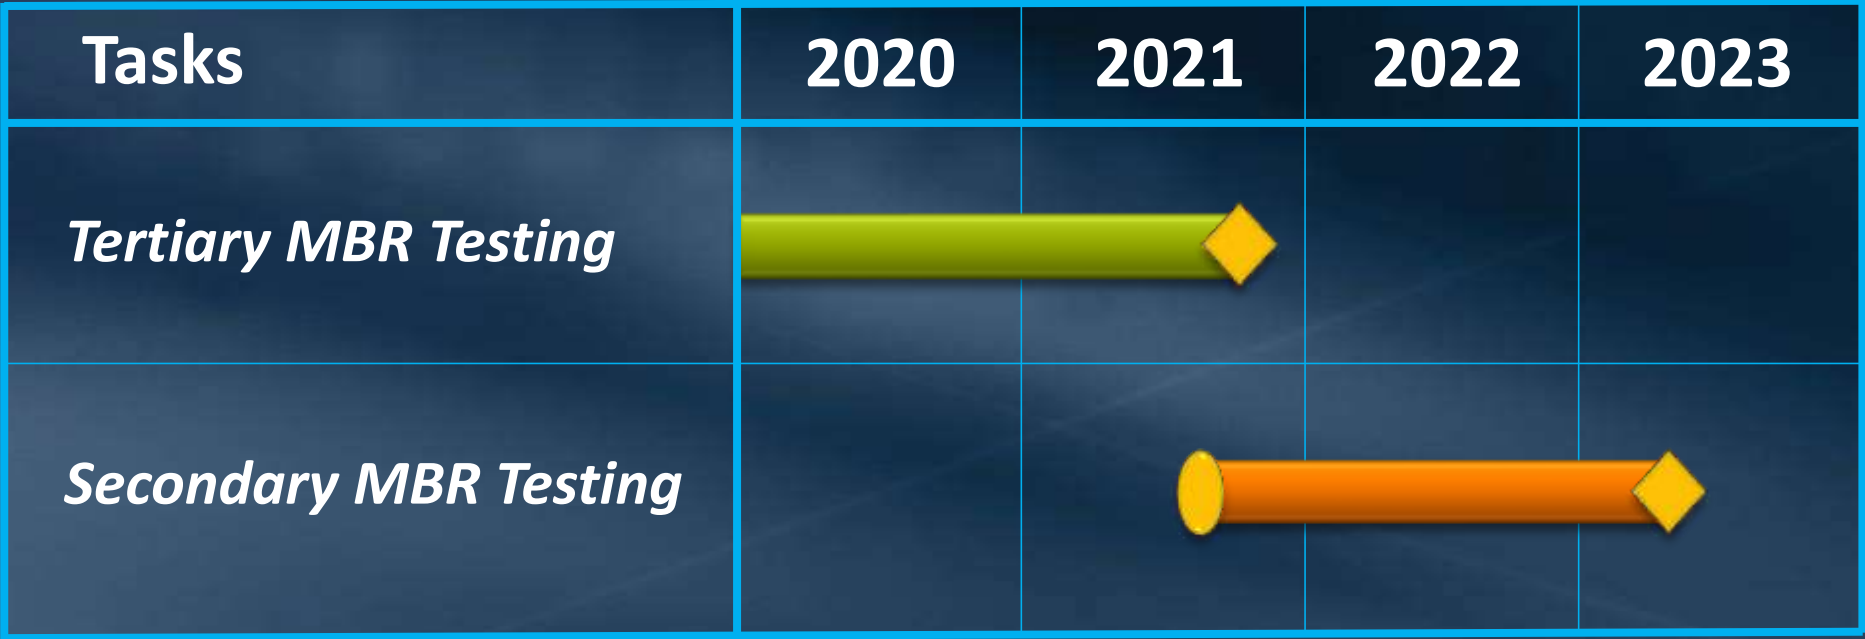 Tasks 2020 2021 2022 2023
Tertiary MBR Testing
Secondary MBR Testing